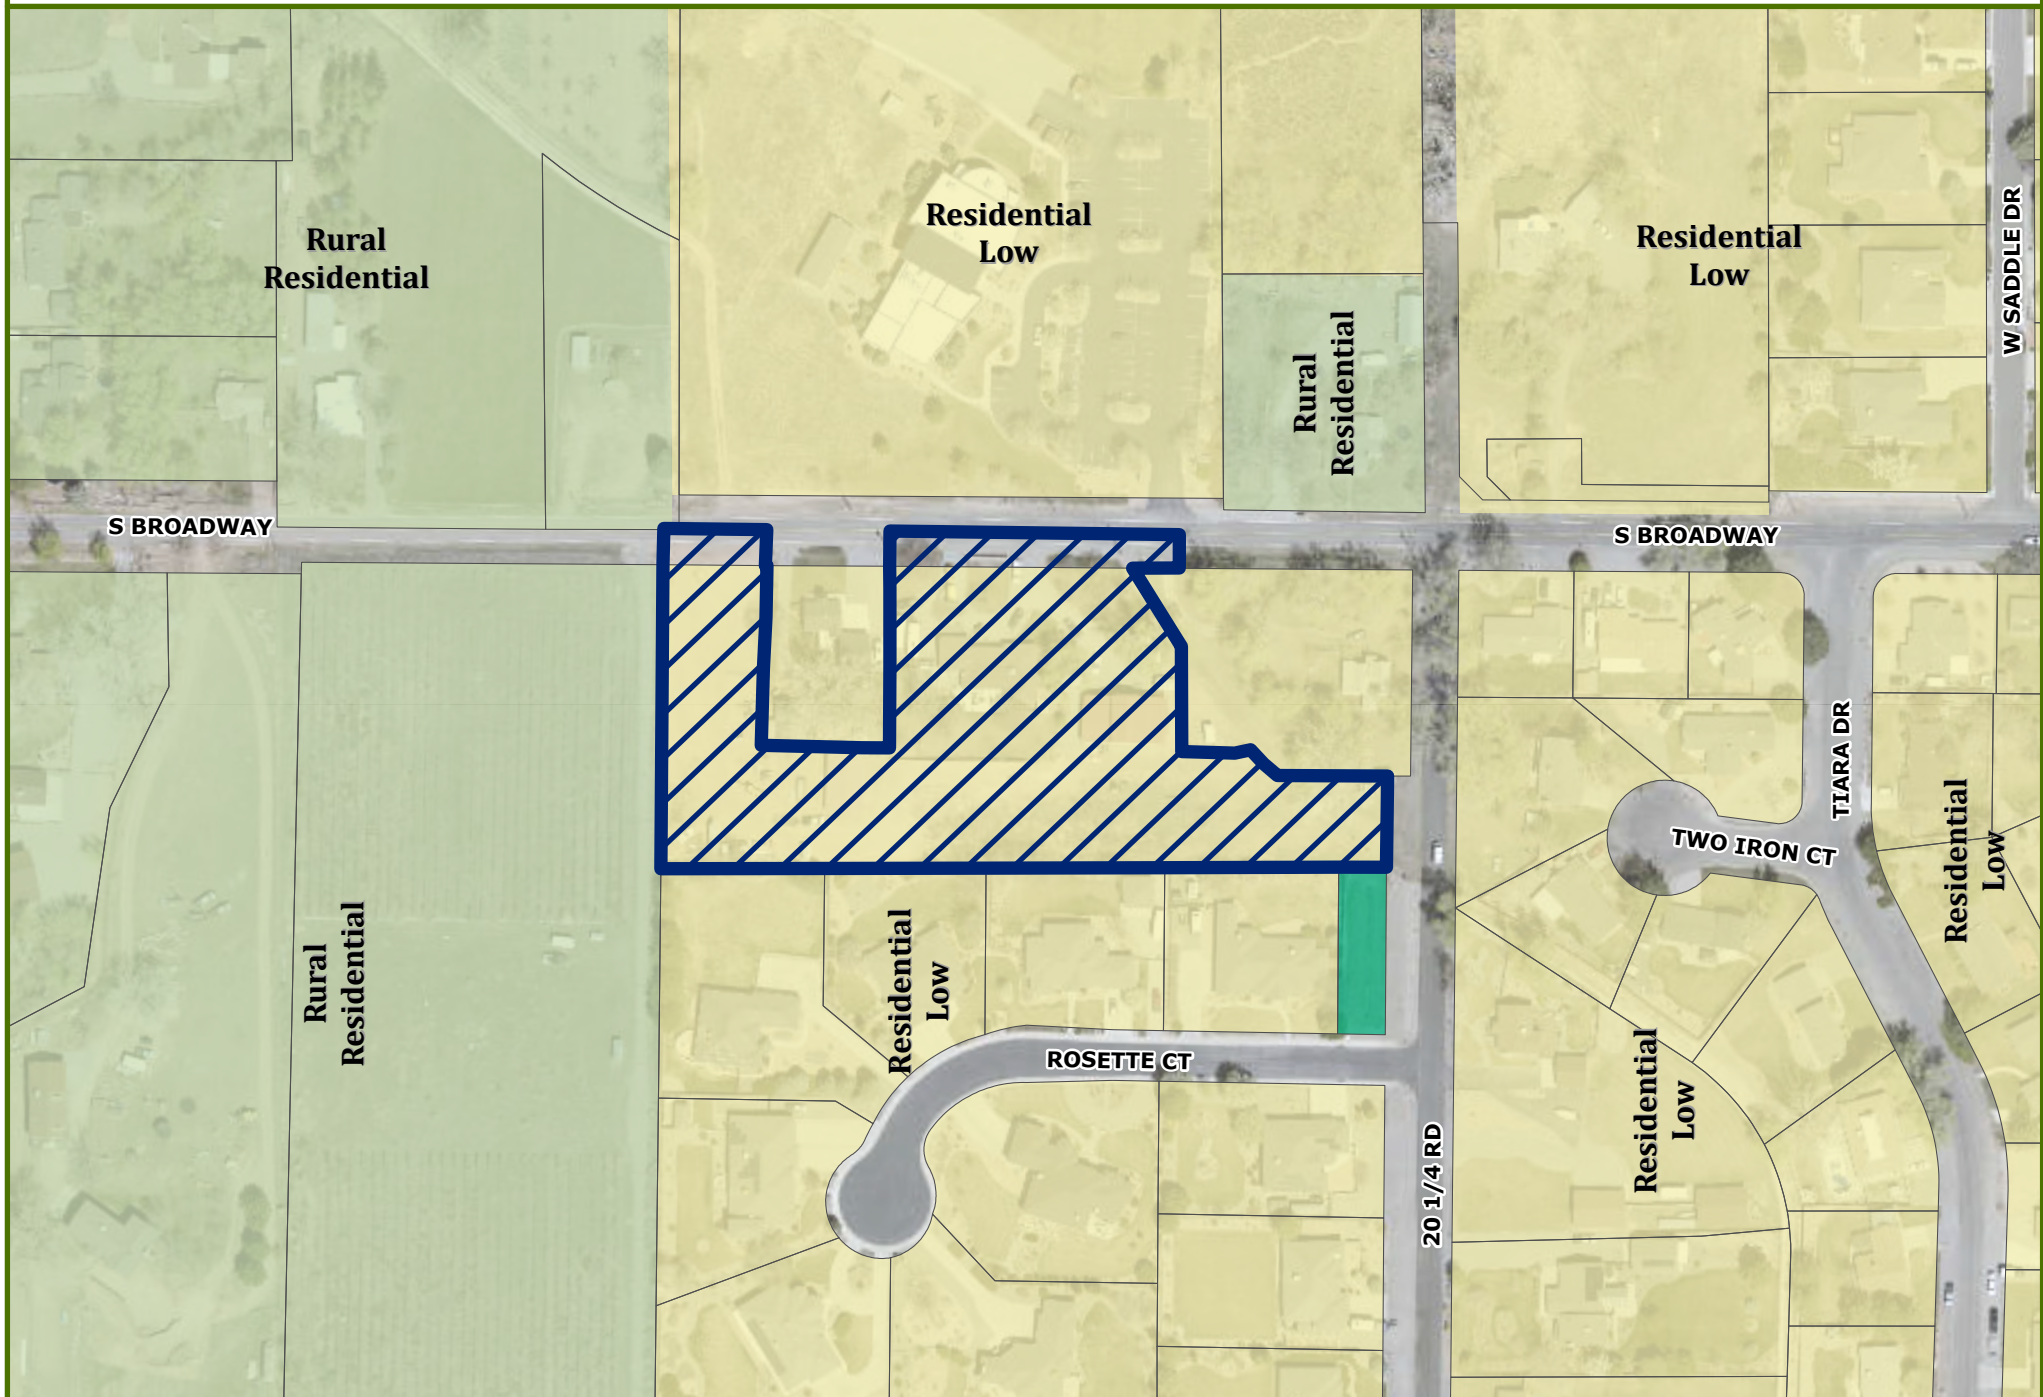 Residential
Low
Rural
Residential
Residential
Low
W SADDLE DR
Rural
Residential
S BROADWAY
S BROADWAY
TIARA DR
TWO IRON CT
Residential
Low
Rural
Residential
Residential
Low
ROSETTE CT
Residential
Low
20 1/4 RD